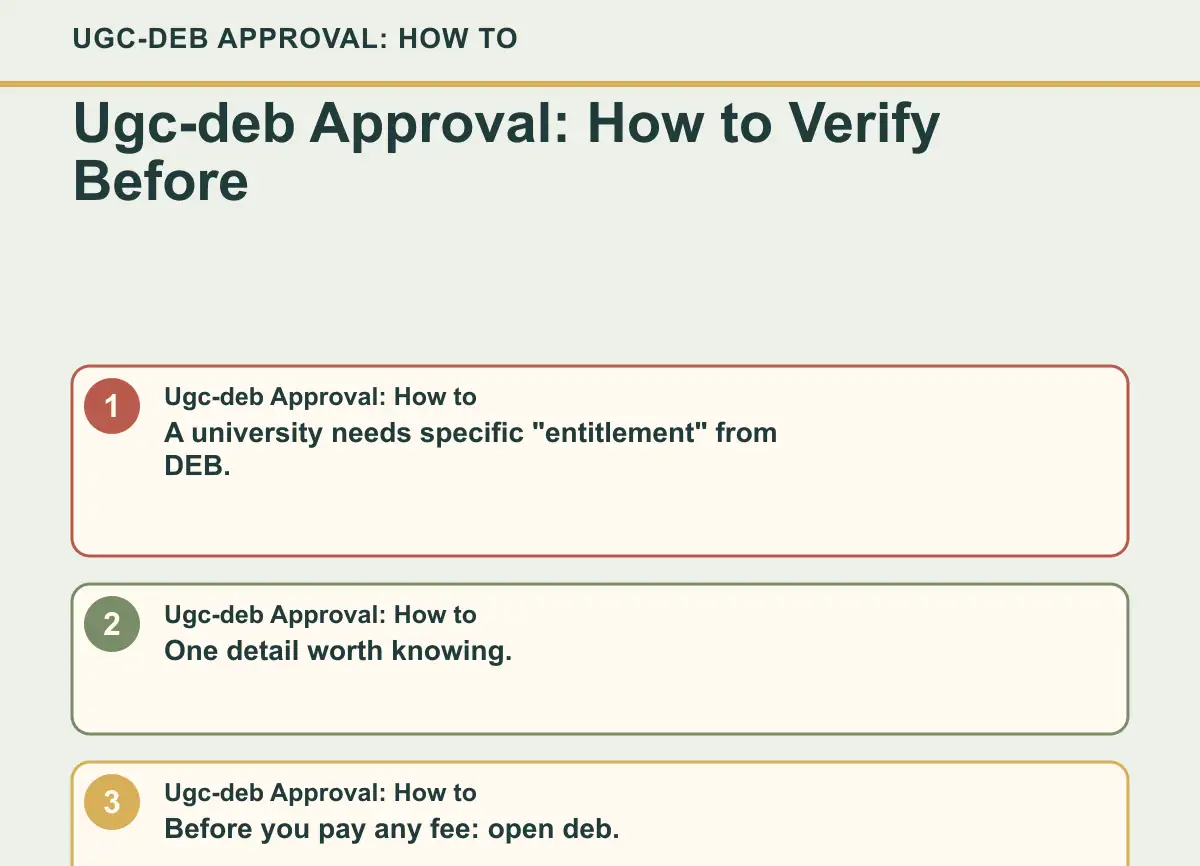 UGC-DEB APPROVAL: HOW TO
Ugc-deb Approval: How to Verify
Before
1
Ugc-deb Approval: How to
A university needs specific "entitlement" from
DEB.
2
Ugc-deb Approval: How to
One detail worth knowing.
3
Ugc-deb Approval: How to
Before you pay any fee: open deb.